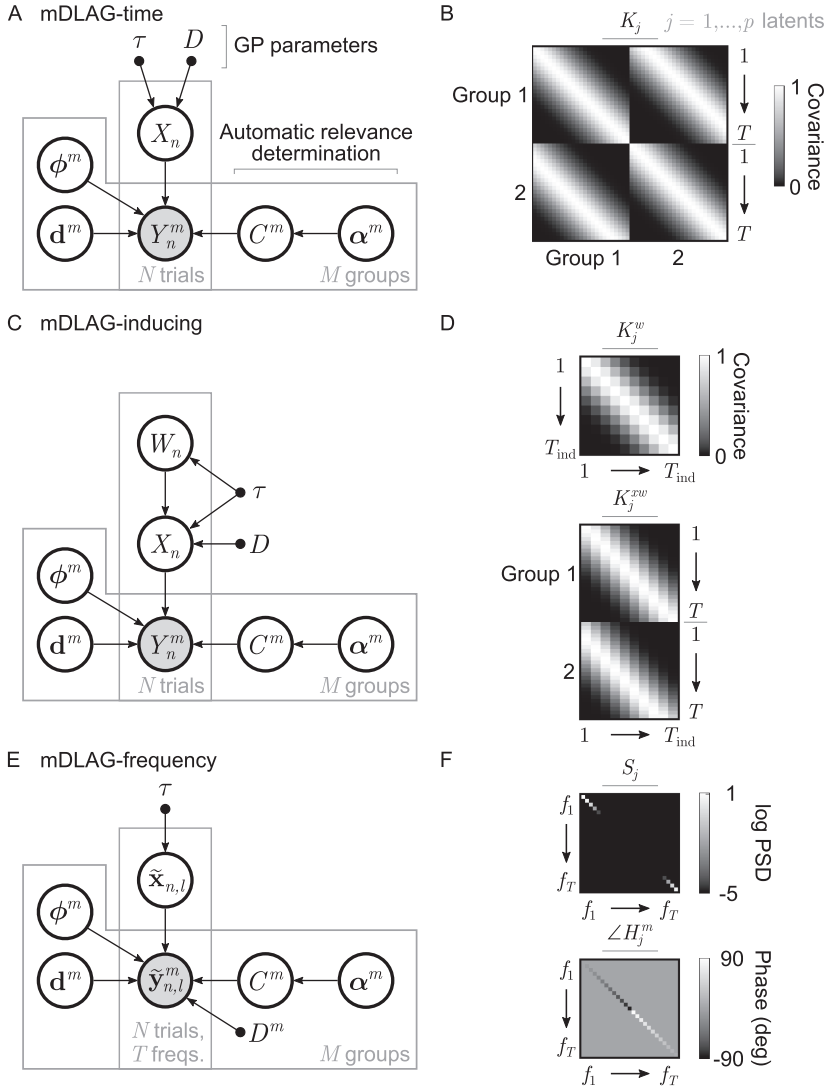 A mDLAG-time
τ D GP parameters
X_n
Automatic relevance
determination
ϕ^m
d^m Y_n^m C^m α^m
N trials M groups
B K_j j = 1,...,p latents
Group 1
2
1
T
1
T
Group 1 2
1
0
Covariance
C mDLAG-inducing
W_n
τ
X_n D
ϕ^m
d^m Y_n^m C^m α^m
N trials M groups
D K_j^w
1
T_ind
1 T_ind
1
0
Covariance
K_j^{xw}
Group 1
2
1
T
1
T
1 T_ind
E mDLAG-frequency
τ
x̃_{n,l}
ϕ^m
d^m ỹ_{n,l}^m C^m α^m
D^m
N trials,
T freqs. M groups
F S_j
f_1
f_T
f_1 f_T
1
-5
log PSD
∠H_j^m
f_1
f_T
f_1 f_T
90
-90
Phase (deg)